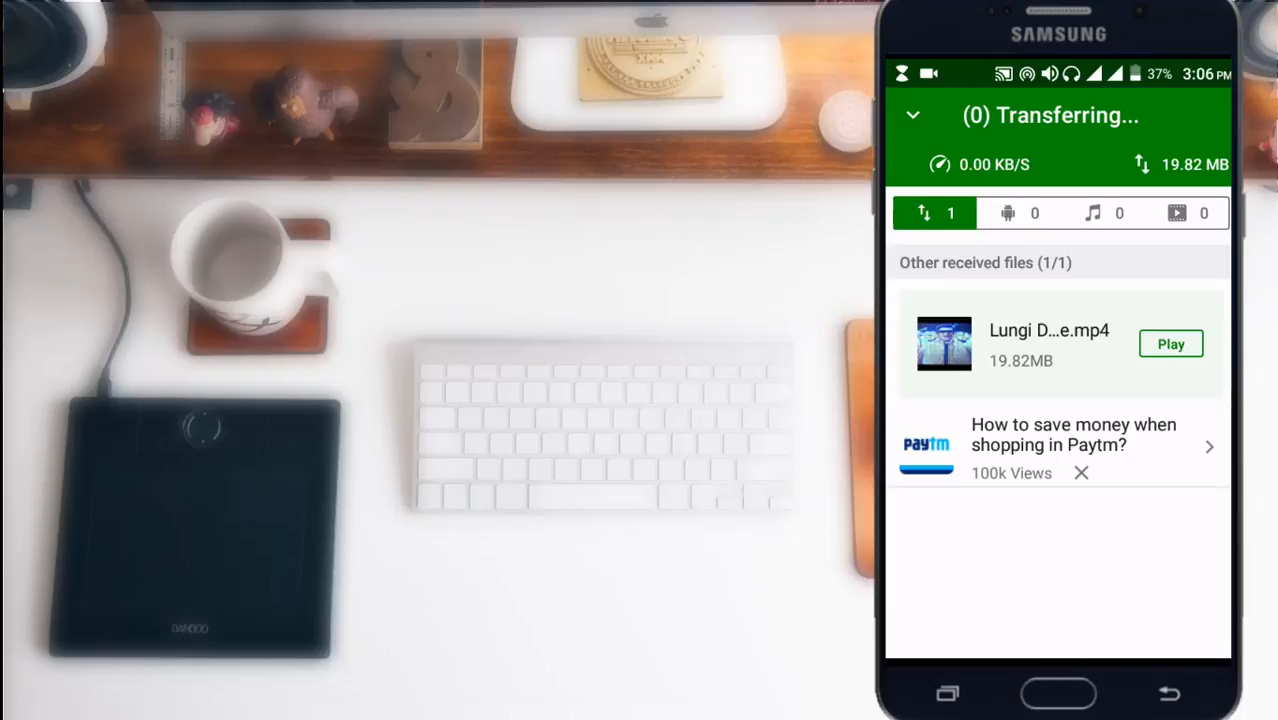 SAMSUNG
37% 3:06 PM
(0) Transferring...
0.00 KB/S 19.82 MB
1 0 0 0
Other received files (1/1)
Lungi D...e.mp4
Play
19.82MB
How to save money when
shopping in Paytm?
paytm
100k Views
BAMBOO
&